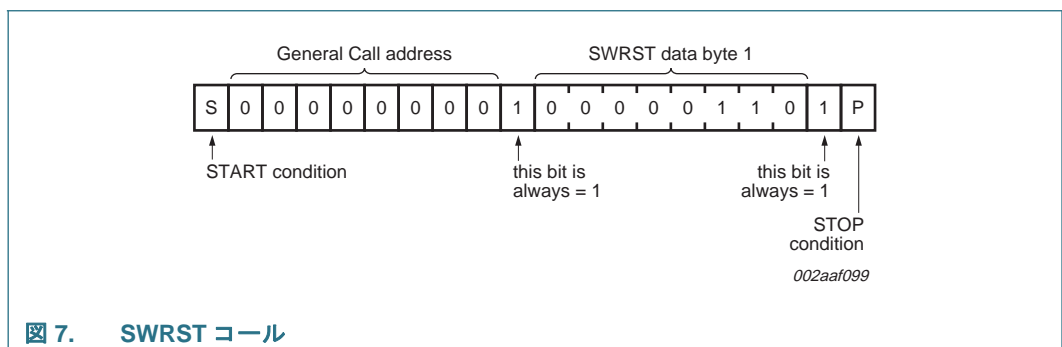 General Call address
SWRST data byte 1
S 0 0 0 0 0 0 0 0 1 0 0 0 0 0 1 1 0 1 P
START condition
this bit is
always = 1
this bit is
always = 1
STOP
condition
002aaf099
図 7. SWRST コール